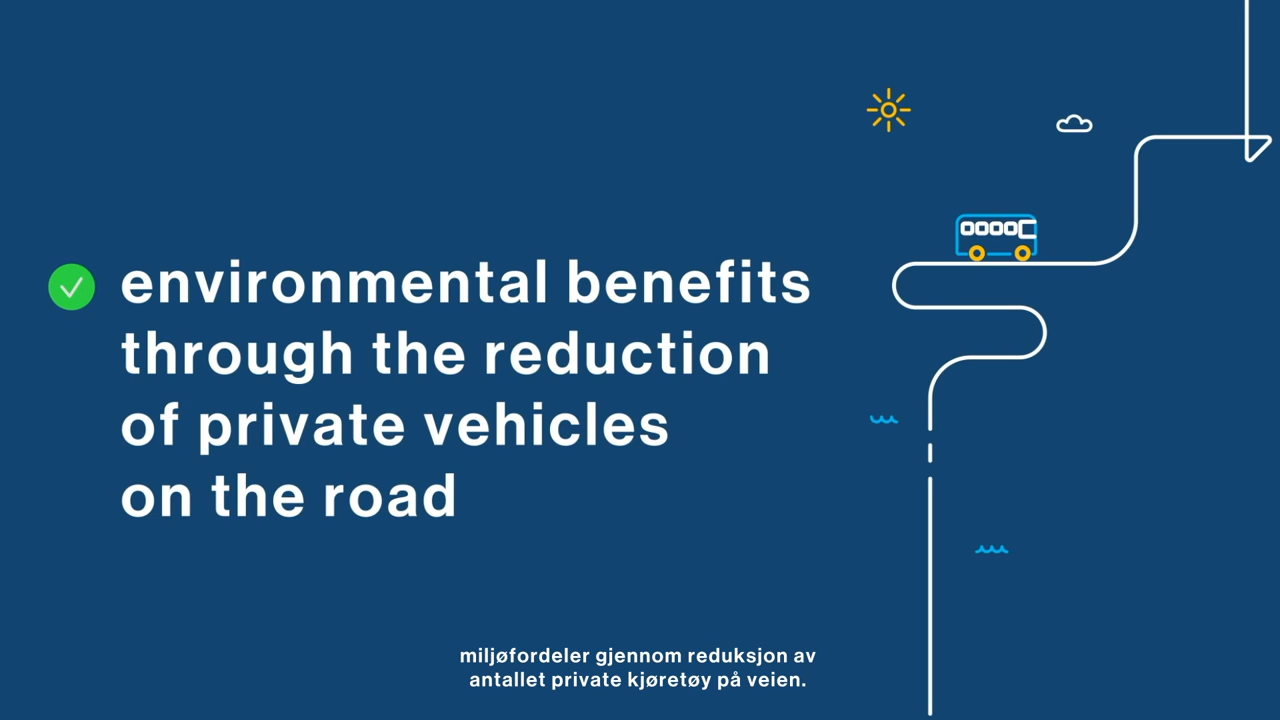 environmental benefits
through the reduction
of private vehicles
on the road
miljøfordeler gjennom reduksjon av
antallet private kjøretøy på veien.